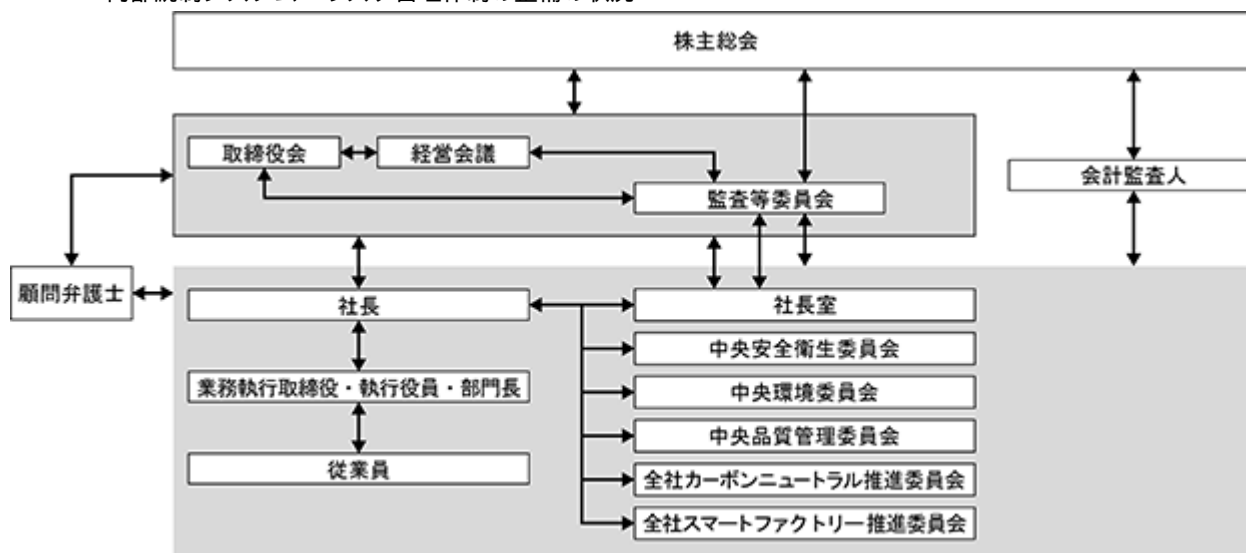 株主総会
取締役会
経営会議
会計監査人
監査等委員会
顧問弁護士
社長
社長室
中央安全衛生委員会
業務執行取締役・執行役員・部門長
中央環境委員会
中央品質管理委員会
従業員
全社カーボンニュートラル推進委員会
全社スマートファクトリー推進委員会